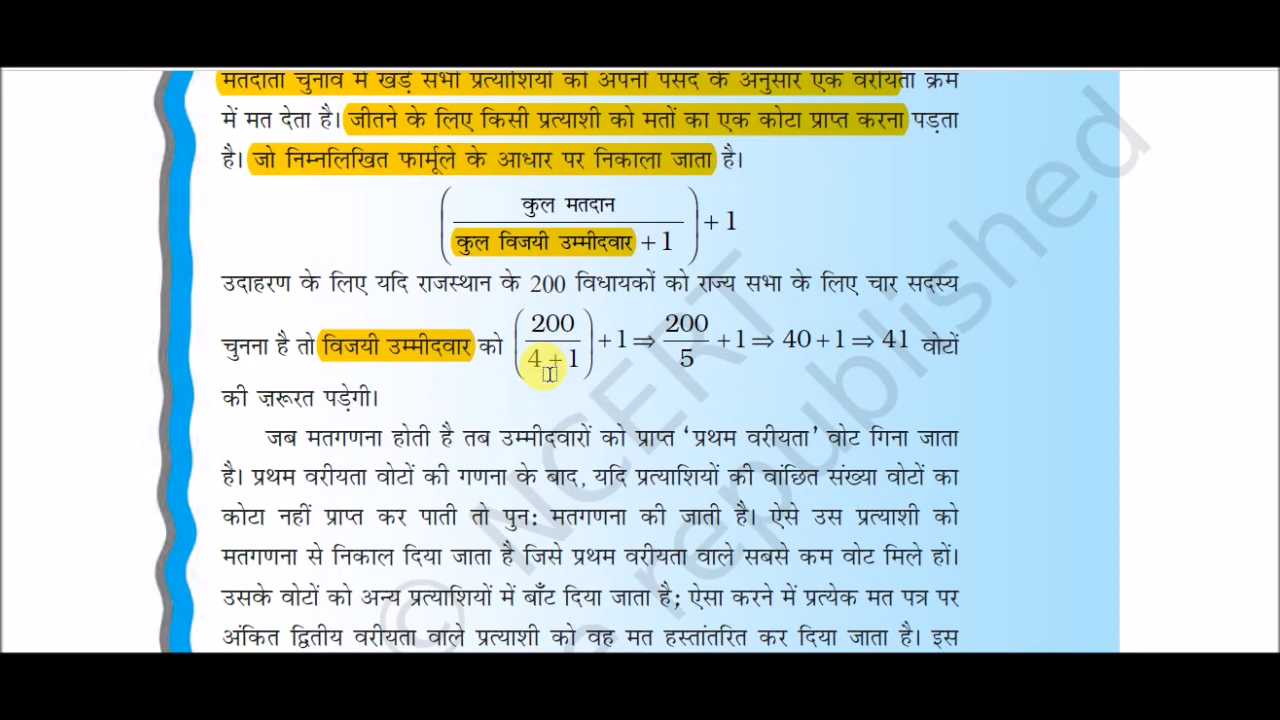 मतदाता चुनाव में खड़े सभी प्रत्याशियों को अपनी पसंद के अनुसार एक वरीयता क्रम
में मत देता है। जीतने के लिए किसी प्रत्याशी को मतों का एक कोटा प्राप्त करना पड़ता
है। जो निम्नलिखित फार्मूले के आधार पर निकाला जाता है।
(कुल मतदान / कुल विजयी उम्मीदवार + 1) + 1
उदाहरण के लिए यदि राजस्थान के 200 विधायकों को राज्य सभा के लिए चार सदस्य
चुनना है तो विजयी उम्मीदवार को (200 / 4 + 1) + 1 ⇒ 200 / 5 + 1 ⇒ 40 + 1 ⇒ 41 वोटों
की ज़रूरत पड़ेगी।
जब मतगणना होती है तब उम्मीदवारों को प्राप्त ‘प्रथम वरीयता’ वोट गिना जाता
है। प्रथम वरीयता वोटों की गणना के बाद, यदि प्रत्याशियों की वांछित संख्या वोटों का
कोटा नहीं प्राप्त कर पाती तो पुन: मतगणना की जाती है। ऐसे उस प्रत्याशी को
मतगणना से निकाल दिया जाता है जिसे प्रथम वरीयता वाले सबसे कम वोट मिले हों।
उसके वोटों को अन्य प्रत्याशियों में बाँट दिया जाता है; ऐसा करने में प्रत्येक मत पत्र पर
अंकित द्वितीय वरीयता वाले प्रत्याशी को वह मत हस्तांतरित कर दिया जाता है। इस
© NCERT
republished